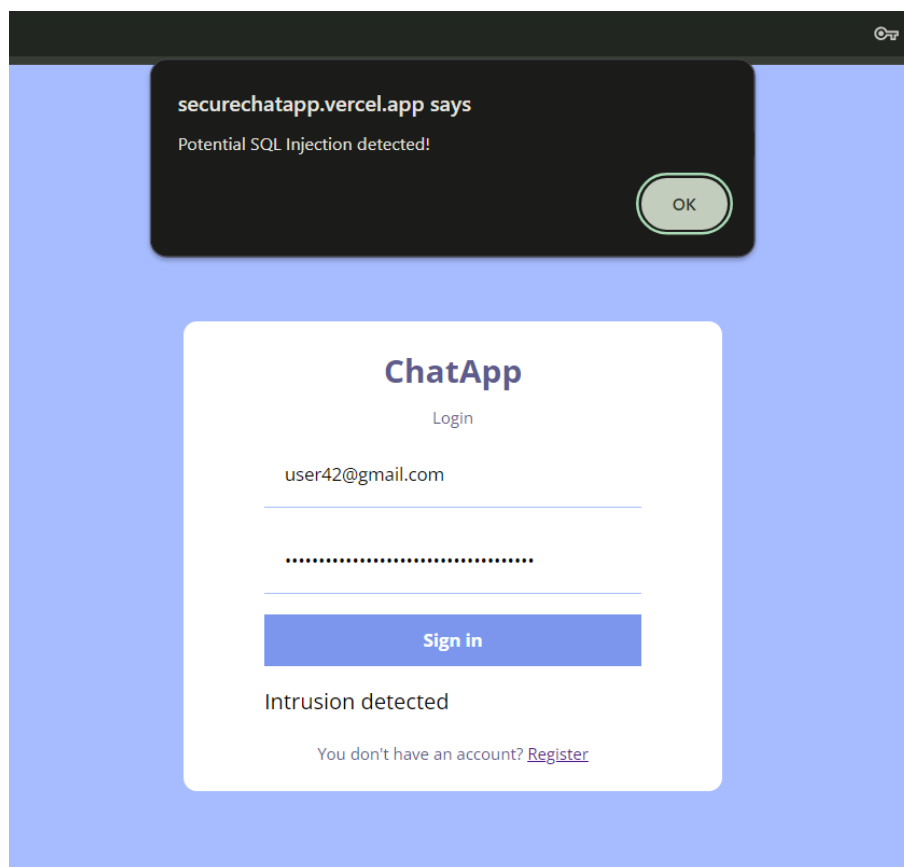 securechatapp.vercel.app says
Potential SQL Injection detected!
OK
ChatApp
Login
user42@gmail.com
•••••••••••••••••••••••••••••••••••••
Sign in
Intrusion detected
You don't have an account? Register